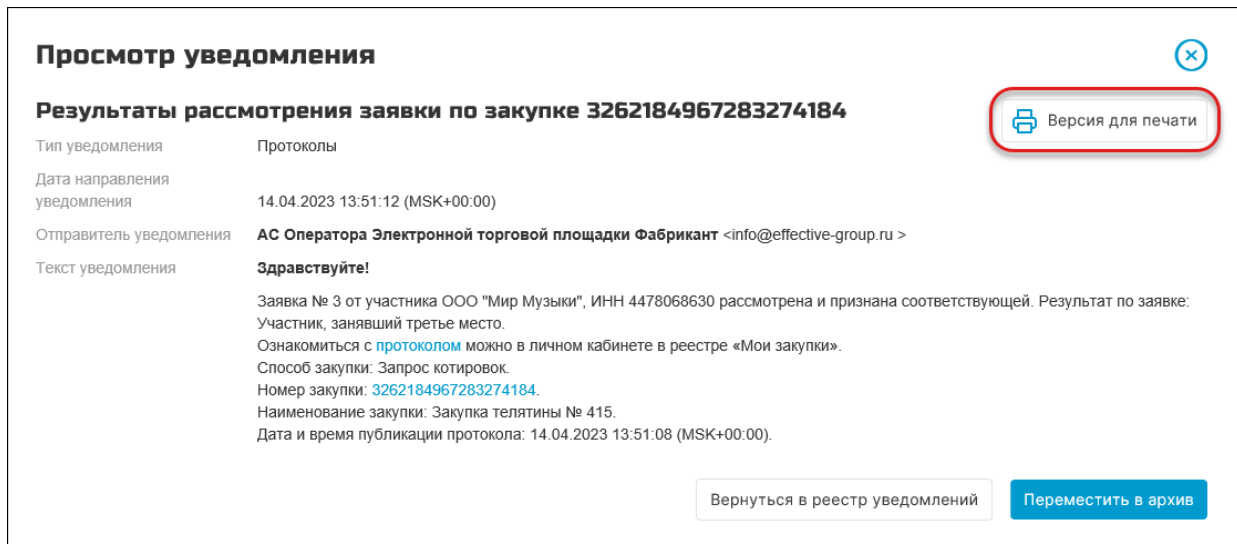 Просмотр уведомления
Результаты рассмотрения заявки по закупке 3262184967283274184
Версия для печати
Тип уведомления Протоколы
Дата направления
уведомления 14.04.2023 13:51:12 (MSK+00:00)
Отправитель уведомления АС Оператора Электронной торговой площадки Фабрикант <info@effective-group.ru >
Текст уведомления Здравствуйте!
Заявка № 3 от участника ООО "Мир Музыки", ИНН 4478068630 рассмотрена и признана соответствующей. Результат по заявке:
Участник, занявший третье место.
Ознакомиться с протоколом можно в личном кабинете в реестре «Мои закупки».
Способ закупки: Запрос котировок.
Номер закупки: 3262184967283274184.
Наименование закупки: Закупка телятины № 415.
Дата и время публикации протокола: 14.04.2023 13:51:08 (MSK+00:00).
Вернуться в реестр уведомлений Переместить в архив